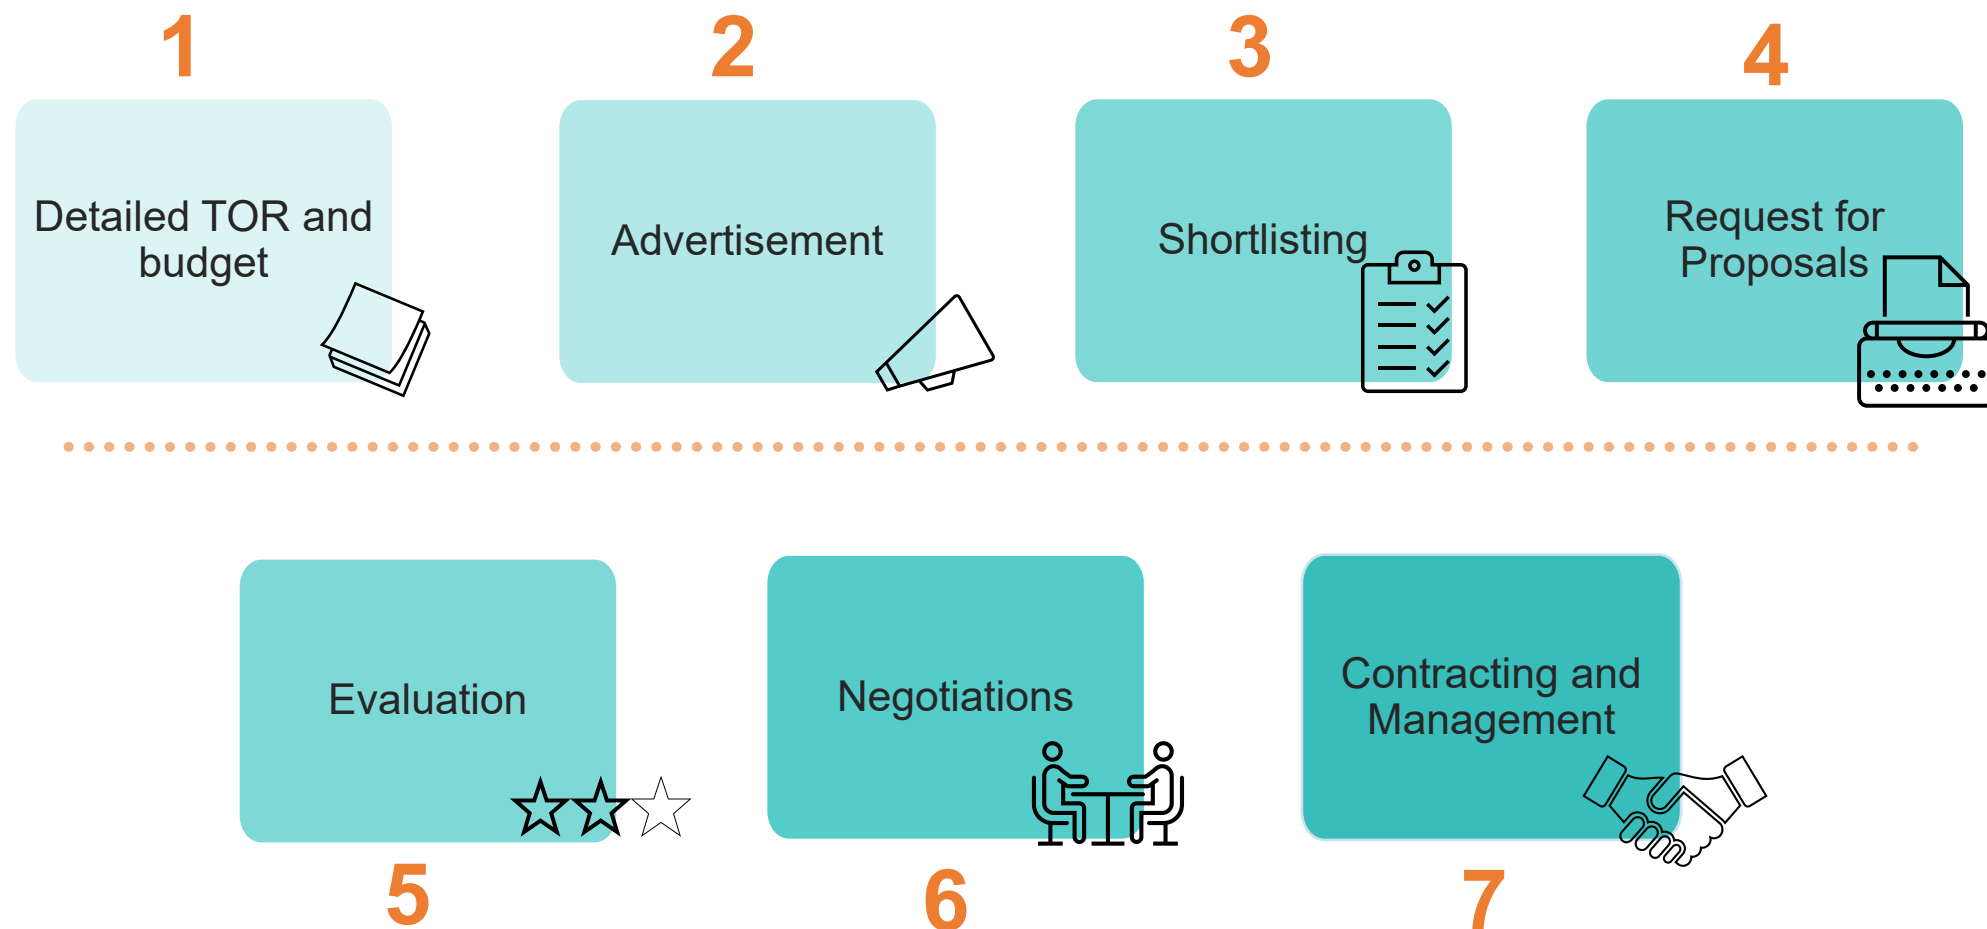 1
2
3
4
Detailed TOR and
budget
Advertisement
Shortlisting
Request for
Proposals
Evaluation
Negotiations
Contracting and
Management
5
6
7